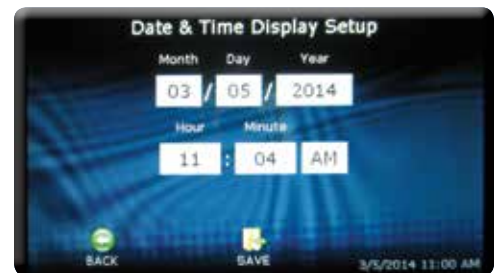 Date & Time Display Setup
Month Day Year
03 / 05 / 2014
Hour Minute
11 : 04 AM
BACK SAVE 3/5/2014 11:00 AM